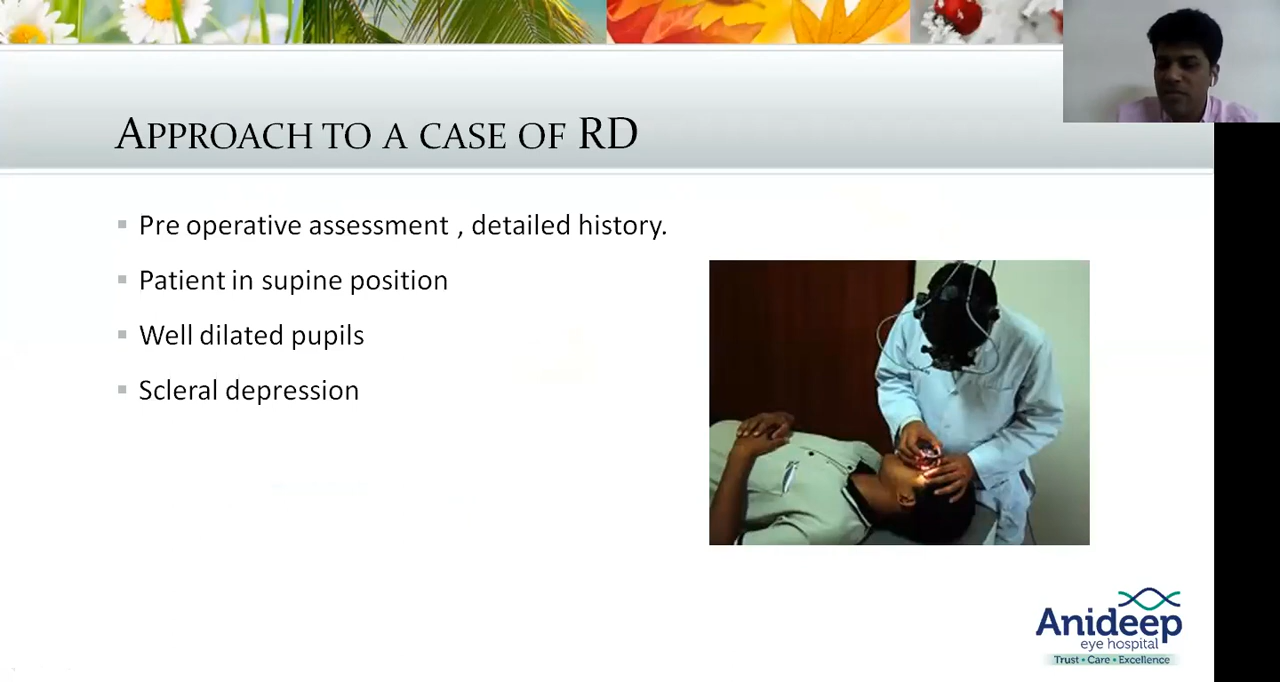 APPROACH TO A CASE OF RD
Pre operative assessment , detailed history.
Patient in supine position
Well dilated pupils
Scleral depression
Anideep
eye hospital
Trust • Care • Excellence